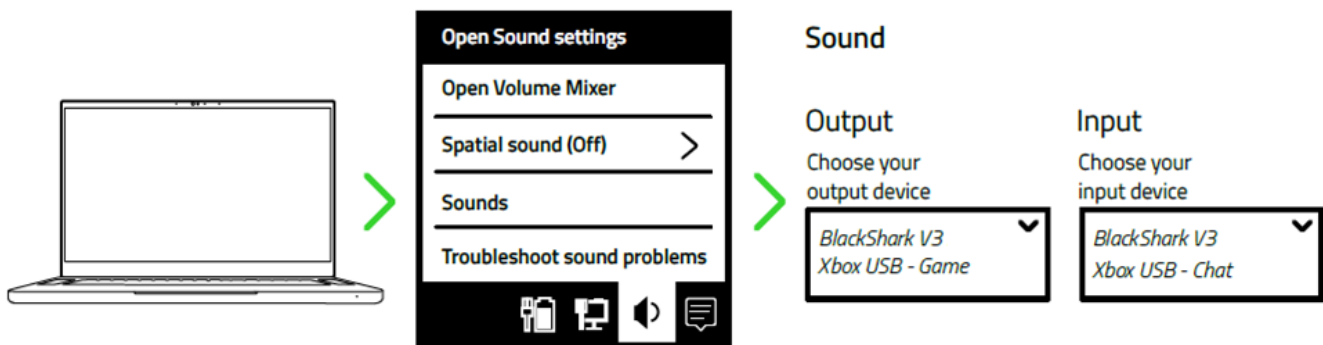 Open Sound settings
Open Volume Mixer
Spatial sound (Off)
Sounds
Troubleshoot sound problems
Sound
Output
Choose your
output device
BlackShark V3
Xbox USB - Game
Input
Choose your
input device
BlackShark V3
Xbox USB - Chat